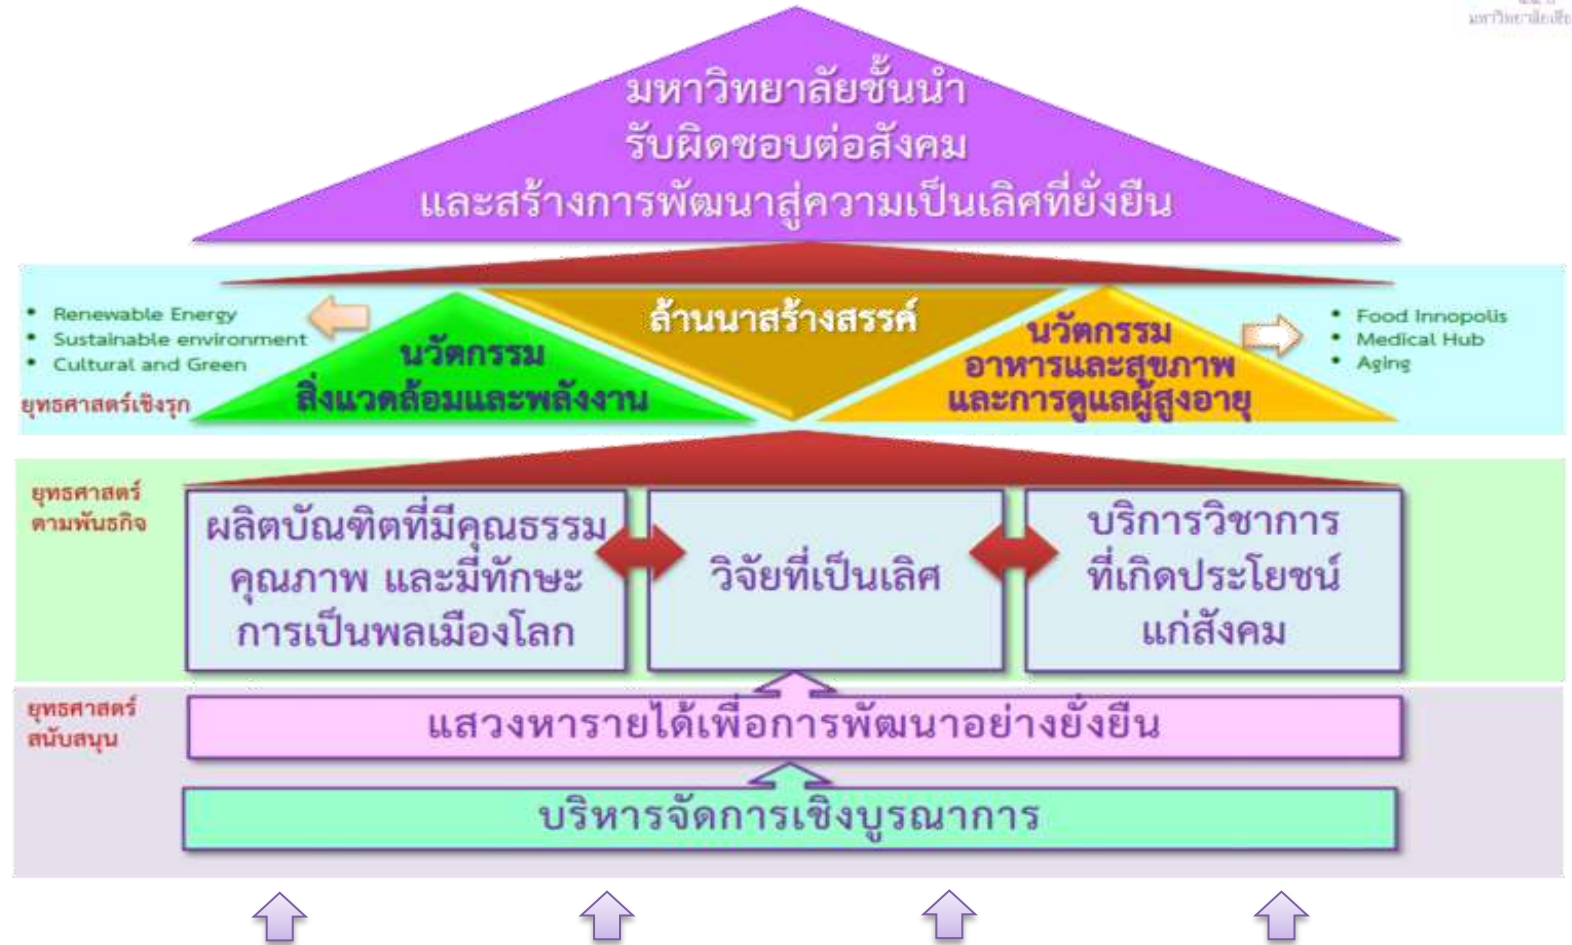 มหาวิทยาลัยชั้นนำ
รับผิดชอบต่อสังคม
และสร้างการพัฒนาสู่ความเป็นเลิศที่ยั่งยืน
• Renewable Energy
• Sustainable environment
• Cultural and Green
ยุทธศาสตร์เชิงรุก
นวัตกรรม
สิ่งแวดล้อมและพลังงาน
ล้านนาสร้างสรรค์
นวัตกรรม
อาหารและสุขภาพ
และการดูแลผู้สูงอายุ
• Food Innopolis
• Medical Hub
• Aging
ยุทธศาสตร์
ตามพันธกิจ
ผลิตบัณฑิตที่มีคุณธรรม
คุณภาพ และมีทักษะ
การเป็นพลเมืองโลก
วิจัยที่เป็นเลิศ
บริการวิชาการ
ที่เกิดประโยชน์
แก่สังคม
ยุทธศาสตร์
สนับสนุน
แสวงหารายได้เพื่อการพัฒนาอย่างยั่งยืน
บริหารจัดการเชิงบูรณาการ